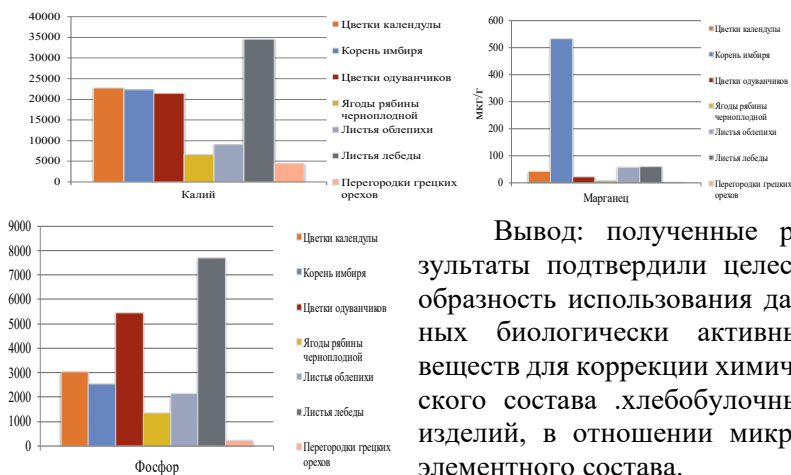 40000
35000
30000
25000
20000
15000
10000
5000
0
Калий
Цветки календулы
Корень имбиря
Цветки одуванчиков
Ягоды рябины
черноплодной
Листья облепихи
Листья лебеды
Перегородки грецких
орехов
мкг/г
600
500
400
300
200
100
0
Марганец
Цветки календулы
Корень имбиря
Цветки одуванчиков
Ягоды рябины
черноплодной
Листья облепихи
Листья лебеды
Перегородки грецких
орехов
9000
8000
7000
6000
5000
4000
3000
2000
1000
0
Фосфор
Цветки календулы
Корень имбиря
Цветки одуванчиков
Ягоды рябины
черноплодной
Листья облепихи
Листья лебеды
Перегородки грецких
орехов
Вывод: полученные р
зультаты подтвердили целес
образность использования да
ных биологически активны
веществ для коррекции химич
ского состава .хлебобулочны
изделий, в отношении микр
элементного состава.